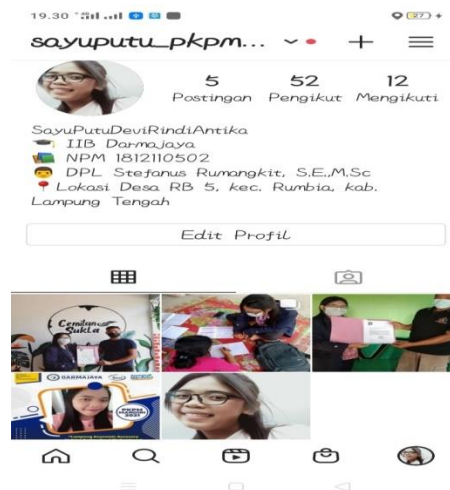 19.30
27
sayuputu_pkpm...
5 52 12
Postingan Pengikut Mengikuti
SayuPutuDeviRindiAntika
IIB Darmajaya
NPM 1812110502
DPL Stefanus Rumangkit, S.E.,M.Sc
Lokasi Desa RB 5, kec. Rumbia, kab.
Lampung Tengah
Edit Profil
Cemilan
Sukla
DARMAJAYA
PKPM
2021